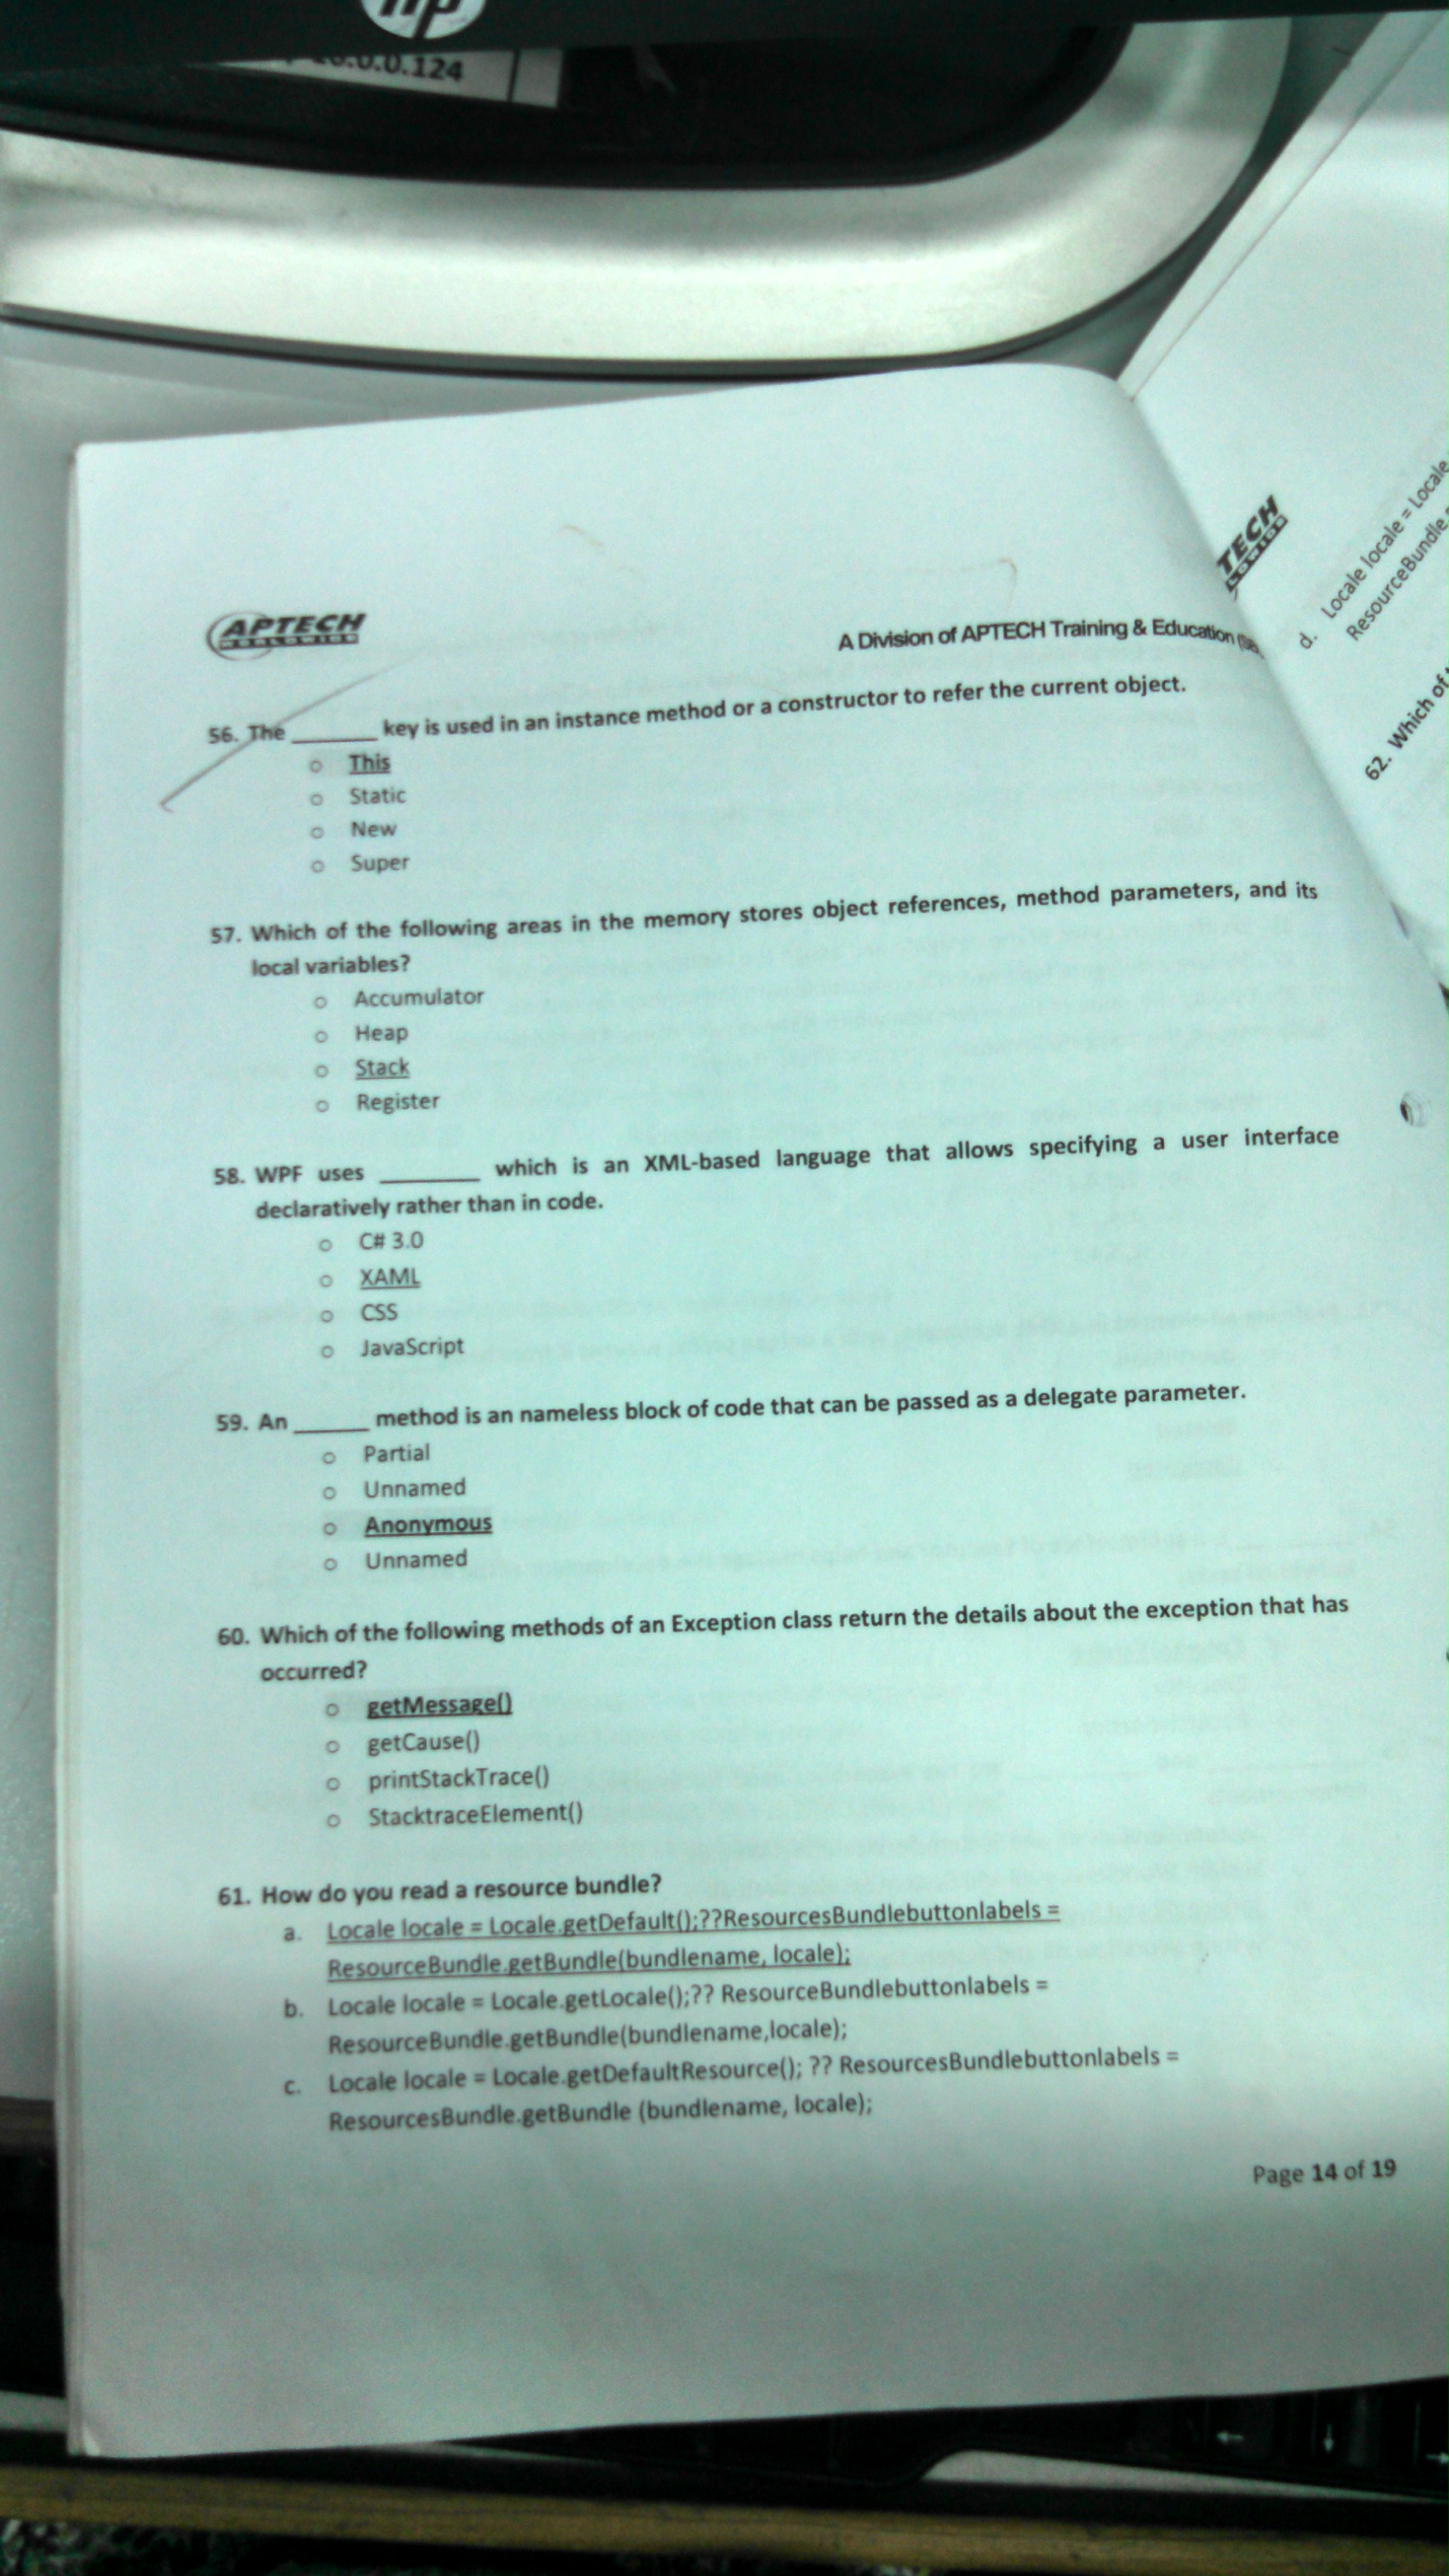 hp
0.0.124
APTECH
WORLDWIDE
A Division of APTECH Training & Education
56. The ______ key is used in an instance method or a constructor to refer the current object.
o This
o Static
o New
o Super
57. Which of the following areas in the memory stores object references, method parameters, and its
local variables?
o Accumulator
o Heap
o Stack
o Register
58. WPF uses _______ which is an XML-based language that allows specifying a user interface
declaratively rather than in code.
o C# 3.0
o XAML
o CSS
o JavaScript
59. An ______ method is an nameless block of code that can be passed as a delegate parameter.
o Partial
o Unnamed
o Anonymous
o Unnamed
60. Which of the following methods of an Exception class return the details about the exception that has
occurred?
o getMessage()
o getCause()
o printStackTrace()
o StacktraceElement()
61. How do you read a resource bundle?
a. Locale locale = Locale.getDefault();??ResourcesBundlebuttonlabels =
ResourceBundle.getBundle(bundlename, locale);
b. Locale locale = Locale.getLocale();?? ResourceBundlebuttonlabels =
ResourceBundle.getBundle(bundlename,locale);
c. Locale locale = Locale.getDefaultResource(); ?? ResourcesBundlebuttonlabels =
ResourcesBundle.getBundle (bundlename, locale);
Page 14 of 19
TECH
d. Locale locale = Locale
ResourceBundle
62. Which of